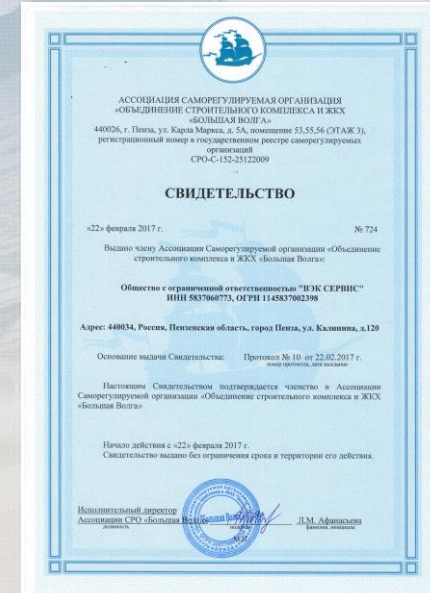 АССОЦИАЦИЯ САМОРЕГУЛИРУЕМАЯ ОРГАНИЗАЦИЯ
«ОБЪЕДИНЕНИЕ СТРОИТЕЛЬНОГО КОМПЛЕКСА И ЖКХ
«БОЛЬШАЯ ВОЛГА»
440026, г. Пенза, ул. Карла Маркса, д. 5А, помещение 53,55,56 (ЭТАЖ 3),
регистрационный номер в государственном реестре саморегулируемых
организаций
СРО-С-152-25122009
СВИДЕТЕЛЬСТВО
«22» февраля 2017 г. № 724
Выдано члену Ассоциации Саморегулируемой организации «Объединение
строительного комплекса и ЖКХ «Большая Волга»:
Общество с ограниченной ответственностью "ВЭК СЕРВИС"
ИНН 5837060773, ОГРН 1145837002398
Адрес: 440034, Россия, Пензенская область, город Пенза, ул. Калинина, д.120
Основание выдачи Свидетельства: Протокол № 10 от 22.02.2017 г.
номер протокола, дата заседания
Настоящим Свидетельством подтверждается членство в Ассоциации
Саморегулируемой организации «Объединение строительного комплекса и ЖКХ
«Большая Волга»
Начало действия с «22» февраля 2017 г.
Свидетельство выдано без ограничения срока и территории его действия.
Исполнительный директор
Ассоциации СРО «Большая Волга» Л.М. Афанасьева
должность подпись фамилия, инициалы
М.П.